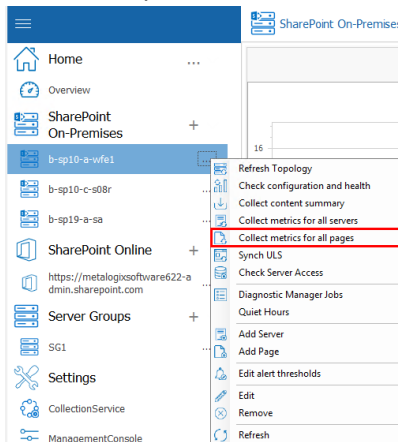 SharePoint On-Premises
Home
...
Overview
SharePoint
On-Premises
+
16
b-sp10-a-wfe1
...
b-sp10-c-s08r
...
b-sp19-a-sa
...
SharePoint Online
+
https://metalogixsoftware622-a
dmin.sharepoint.com
...
Server Groups
+
SG1
...
Settings
CollectionService
ManagementConsole
Refresh Topology
Check configuration and health
Collect content summary
Collect metrics for all servers
Collect metrics for all pages
Synch ULS
Check Server Access
Diagnostic Manager Jobs
Quiet Hours
Add Server
Add Page
Edit alert thresholds
Edit
Remove
Refresh